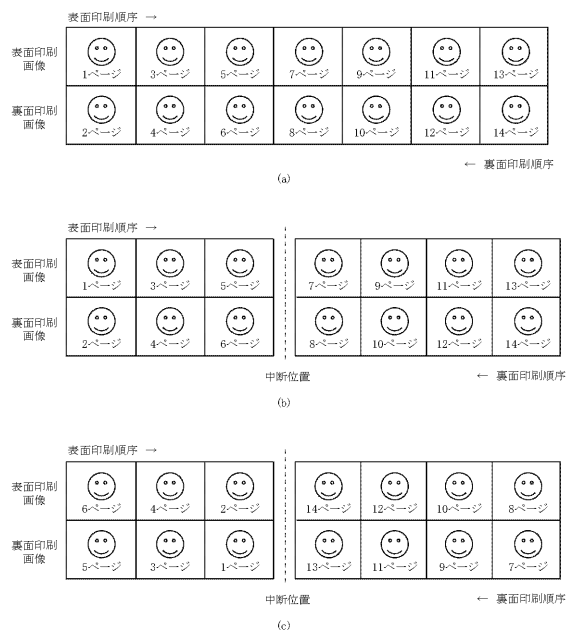 表面印刷順序 →
表面印刷
画像
1ページ 3ページ 5ページ 7ページ 9ページ 11ページ 13ページ
裏面印刷
画像
2ページ 4ページ 6ページ 8ページ 10ページ 12ページ 14ページ
← 裏面印刷順序
(a)
表面印刷順序 →
表面印刷
画像
1ページ 3ページ 5ページ 7ページ 9ページ 11ページ 13ページ
裏面印刷
画像
2ページ 4ページ 6ページ 8ページ 10ページ 12ページ 14ページ
中断位置 ← 裏面印刷順序
(b)
表面印刷順序 →
表面印刷
画像
6ページ 4ページ 2ページ 14ページ 12ページ 10ページ 8ページ
裏面印刷
画像
5ページ 3ページ 1ページ 13ページ 11ページ 9ページ 7ページ
中断位置 ← 裏面印刷順序
(c)